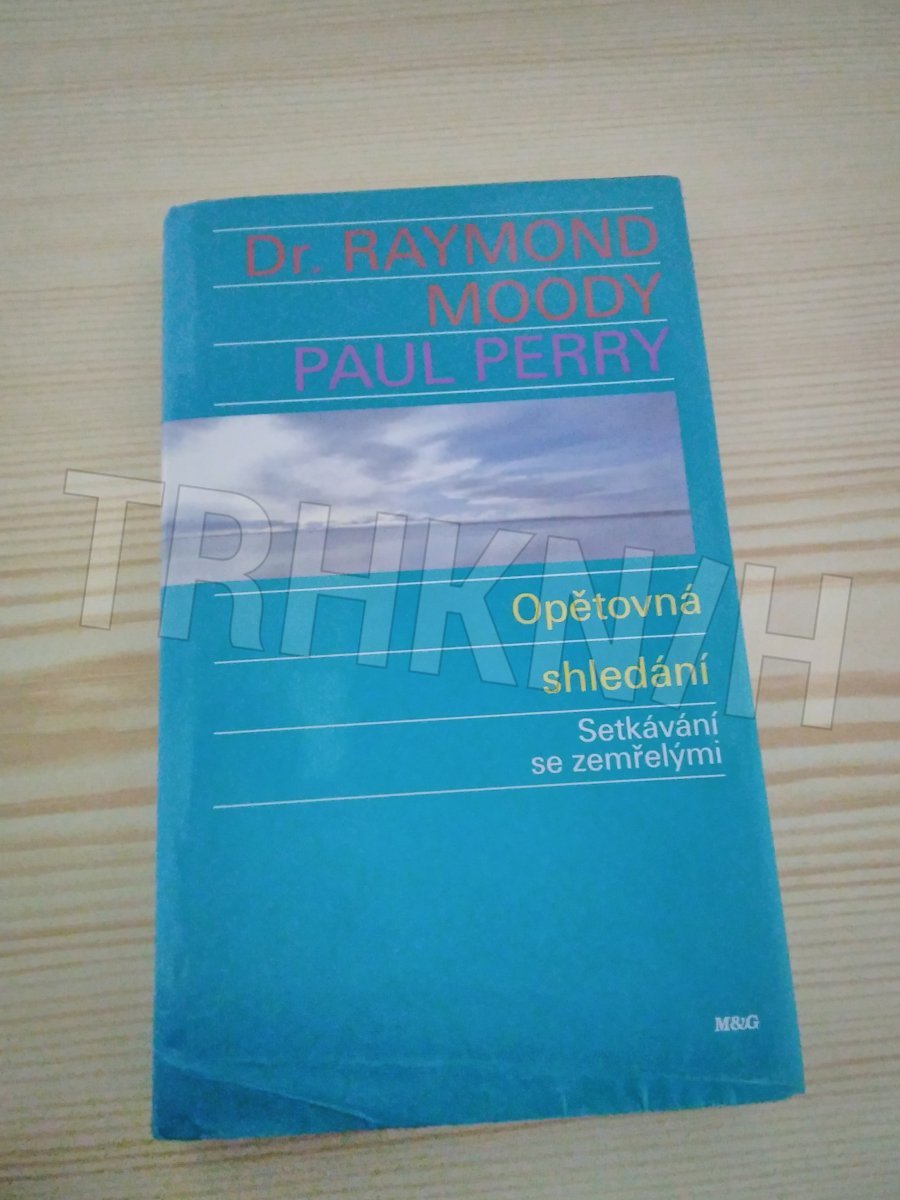 Dr. RAYMOND
MOODY
PAUL PERRY
TRHKNIH
Opětovná
shledání
Setkávání
se zemřelými
M&G